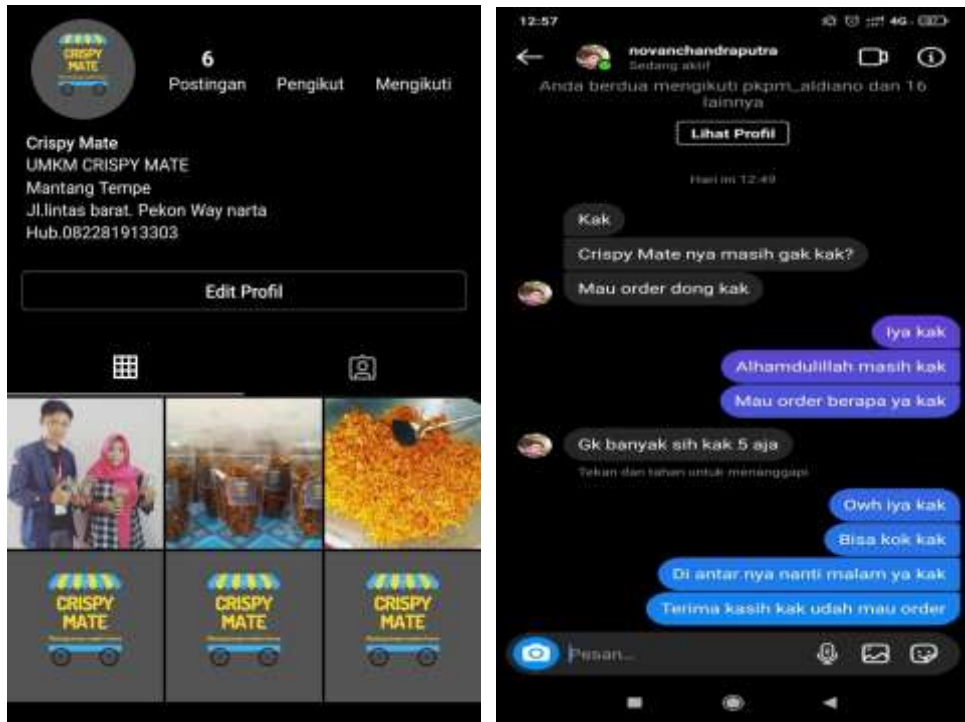 CRISPY
MATE
6
Postingan Pengikut Mengikuti
Crispy Mate
UMKM CRISPY MATE
Mantang Tempe
Jl.lintas barat. Pekon Way narta
Hub.082281913303
Edit Profil
CRISPY
MATE
CRISPY
MATE
CRISPY
MATE
12:57
4G
novanchandraputra
Sedang aktif
Anda berdua mengikuti pkpm_aldiano dan 16
lainnya
Lihat Profil
Hari ini 12:49
Kak
Crispy Mate nya masih gak kak?
Mau order dong kak
Iya kak
Alhamdulillah masih kak
Mau order berapa ya kak
Gk banyak sih kak 5 aja
Tekan dan tahan untuk menanggapi
Owh iya kak
Bisa kok kak
Di antar nya nanti malam ya kak
Terima kasih kak udah mau order
Pesan...